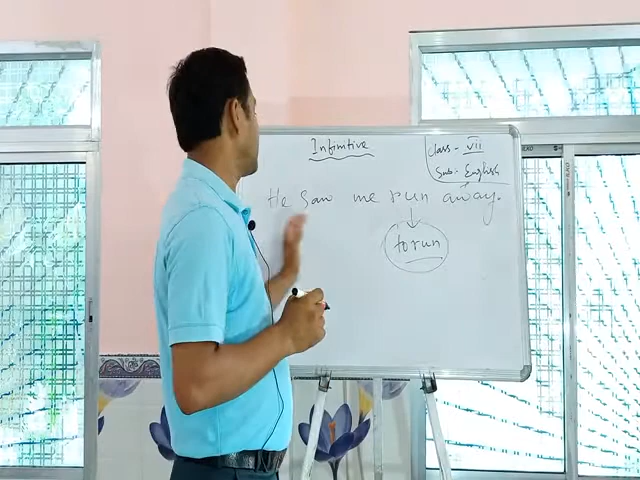 Infinitive
Class - VII
Sub:- English
He saw me run away.
to run